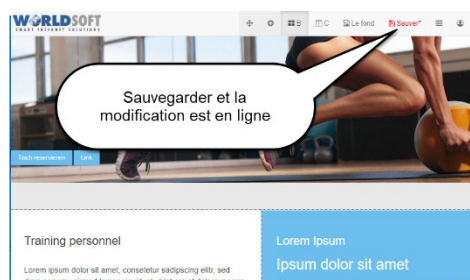 WORLDSOFT
SMART INTERNET SOLUTIONS
B C Le fond Sauver*
Sauvegarder et la
modification est en ligne
Tisch reservieren Link
Training personnel
Lorem ipsum dolor sit amet, consetetur sadipscing elitr, sed
Lorem Ipsum
Ipsum dolor sit amet